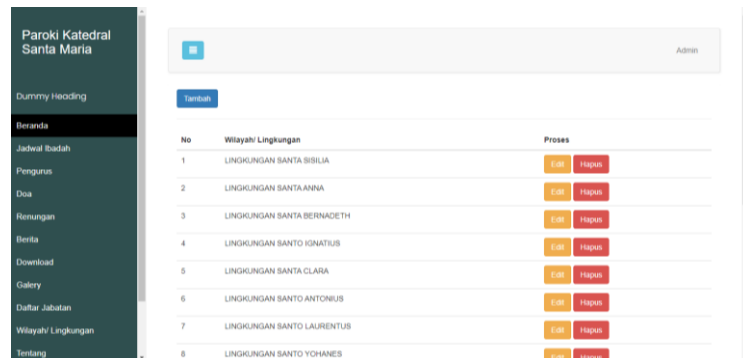 Paroki Katedral
Santa Maria
Admin
Dummy Heading
Beranda
Jadwal Ibadah
Pengurus
Doa
Renungan
Berita
Download
Galery
Daftar Jabatan
Wilayah/ Lingkungan
Tentang
Tambah
No Wilayah/ Lingkungan Proses
1 LINGKUNGAN SANTA SISILIA Edit Hapus
2 LINGKUNGAN SANTA ANNA Edit Hapus
3 LINGKUNGAN SANTA BERNADETH Edit Hapus
4 LINGKUNGAN SANTO IGNATIUS Edit Hapus
5 LINGKUNGAN SANTA CLARA Edit Hapus
6 LINGKUNGAN SANTO ANTONIUS Edit Hapus
7 LINGKUNGAN SANTO LAURENTUS Edit Hapus
8 LINGKUNGAN SANTO YOHANES Edit Hapus